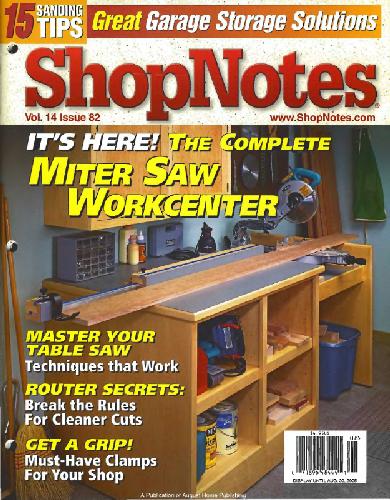 15 SANDING TIPS
Great Garage Storage Solutions
ShopNotes
Vol. 14 Issue 82
www.ShopNotes.com
IT'S HERE! THE COMPLETE
MITER SAW
WORKCENTER
MASTER YOUR
TABLE SAW
Techniques that Work
ROUTER SECRETS:
Break the Rules
For Cleaner Cuts
GET A GRIP!
Must-Have Clamps
For Your Shop
A Publication of August Home Publishing